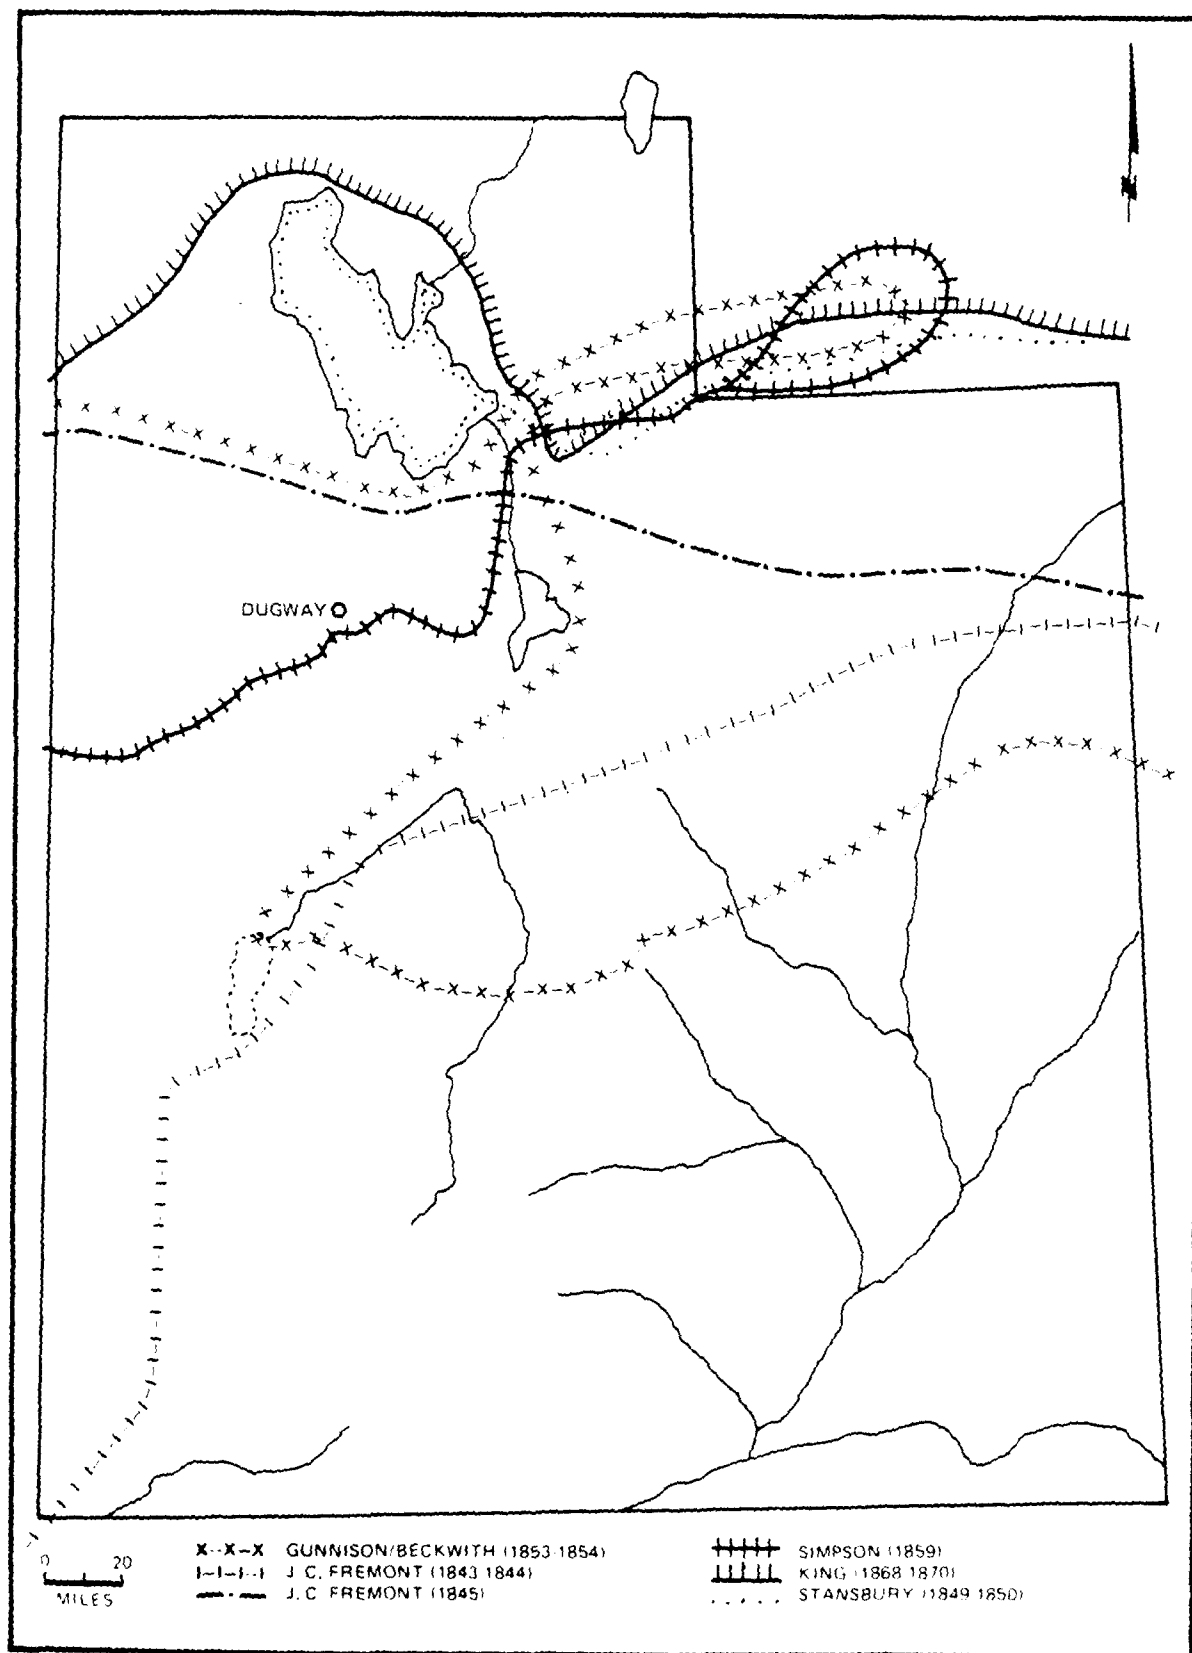 DUGWAY
0 20
MILES
X--X-X GUNNISON/BECKWITH (1853-1854)
J. C. FREMONT (1843-1844)
J. C. FREMONT (1845)
SIMPSON (1859)
KING (1868-1870)
STANSBURY (1849-1850)